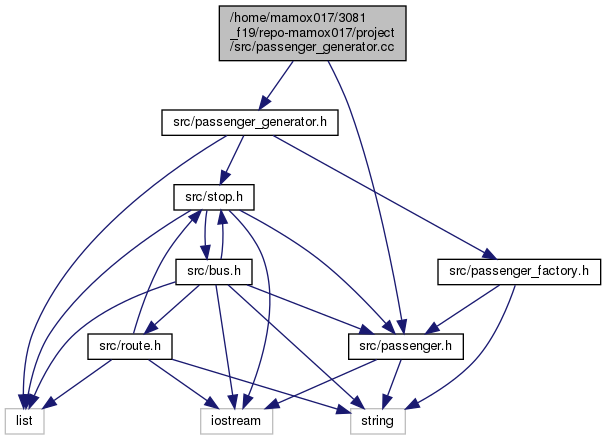 /home/mamox017/3081
_f19/repo-mamox017/project
/src/passenger_generator.cc
src/passenger_generator.h
src/stop.h
src/bus.h
src/passenger_factory.h
src/route.h
src/passenger.h
list
iostream
string